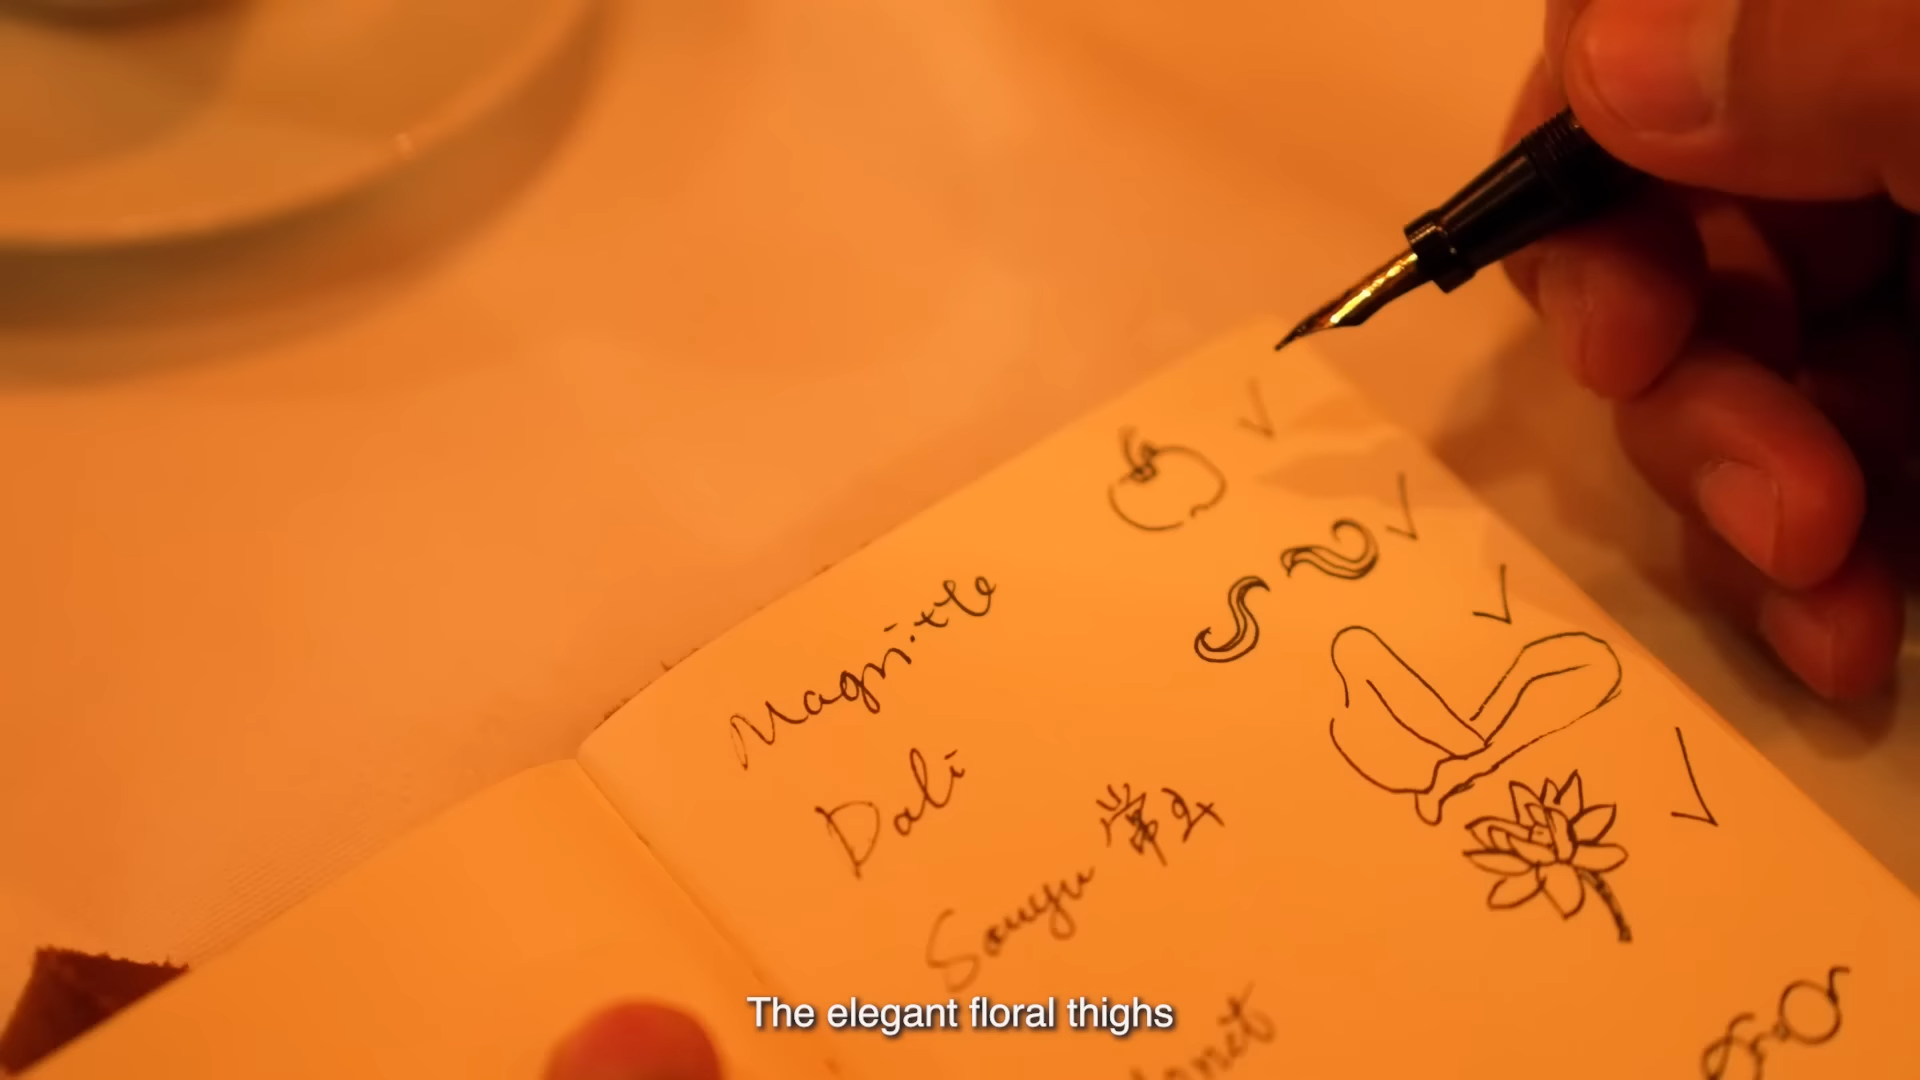 Magritte
Dali
Sanyu 常玉
The elegant floral thighs